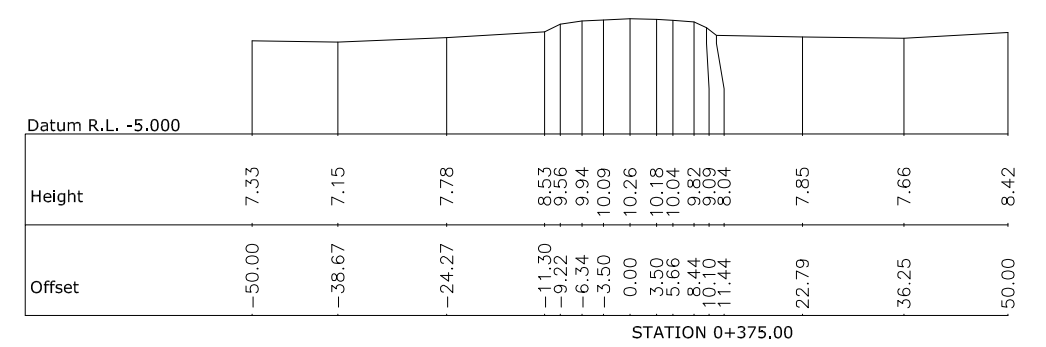 Datum R.L. -5.000
Height 7.33 7.15 7.78 8.53 9.56 9.94 10.09 10.26 10.18 10.04 9.82 9.09 8.04 7.85 7.66 8.42
Offset -50.00 -38.67 -24.27 -11.30 -9.22 -6.34 -3.50 0.00 3.50 5.66 8.44 10.10 11.44 22.79 36.25 50.00
STATION 0+375.00